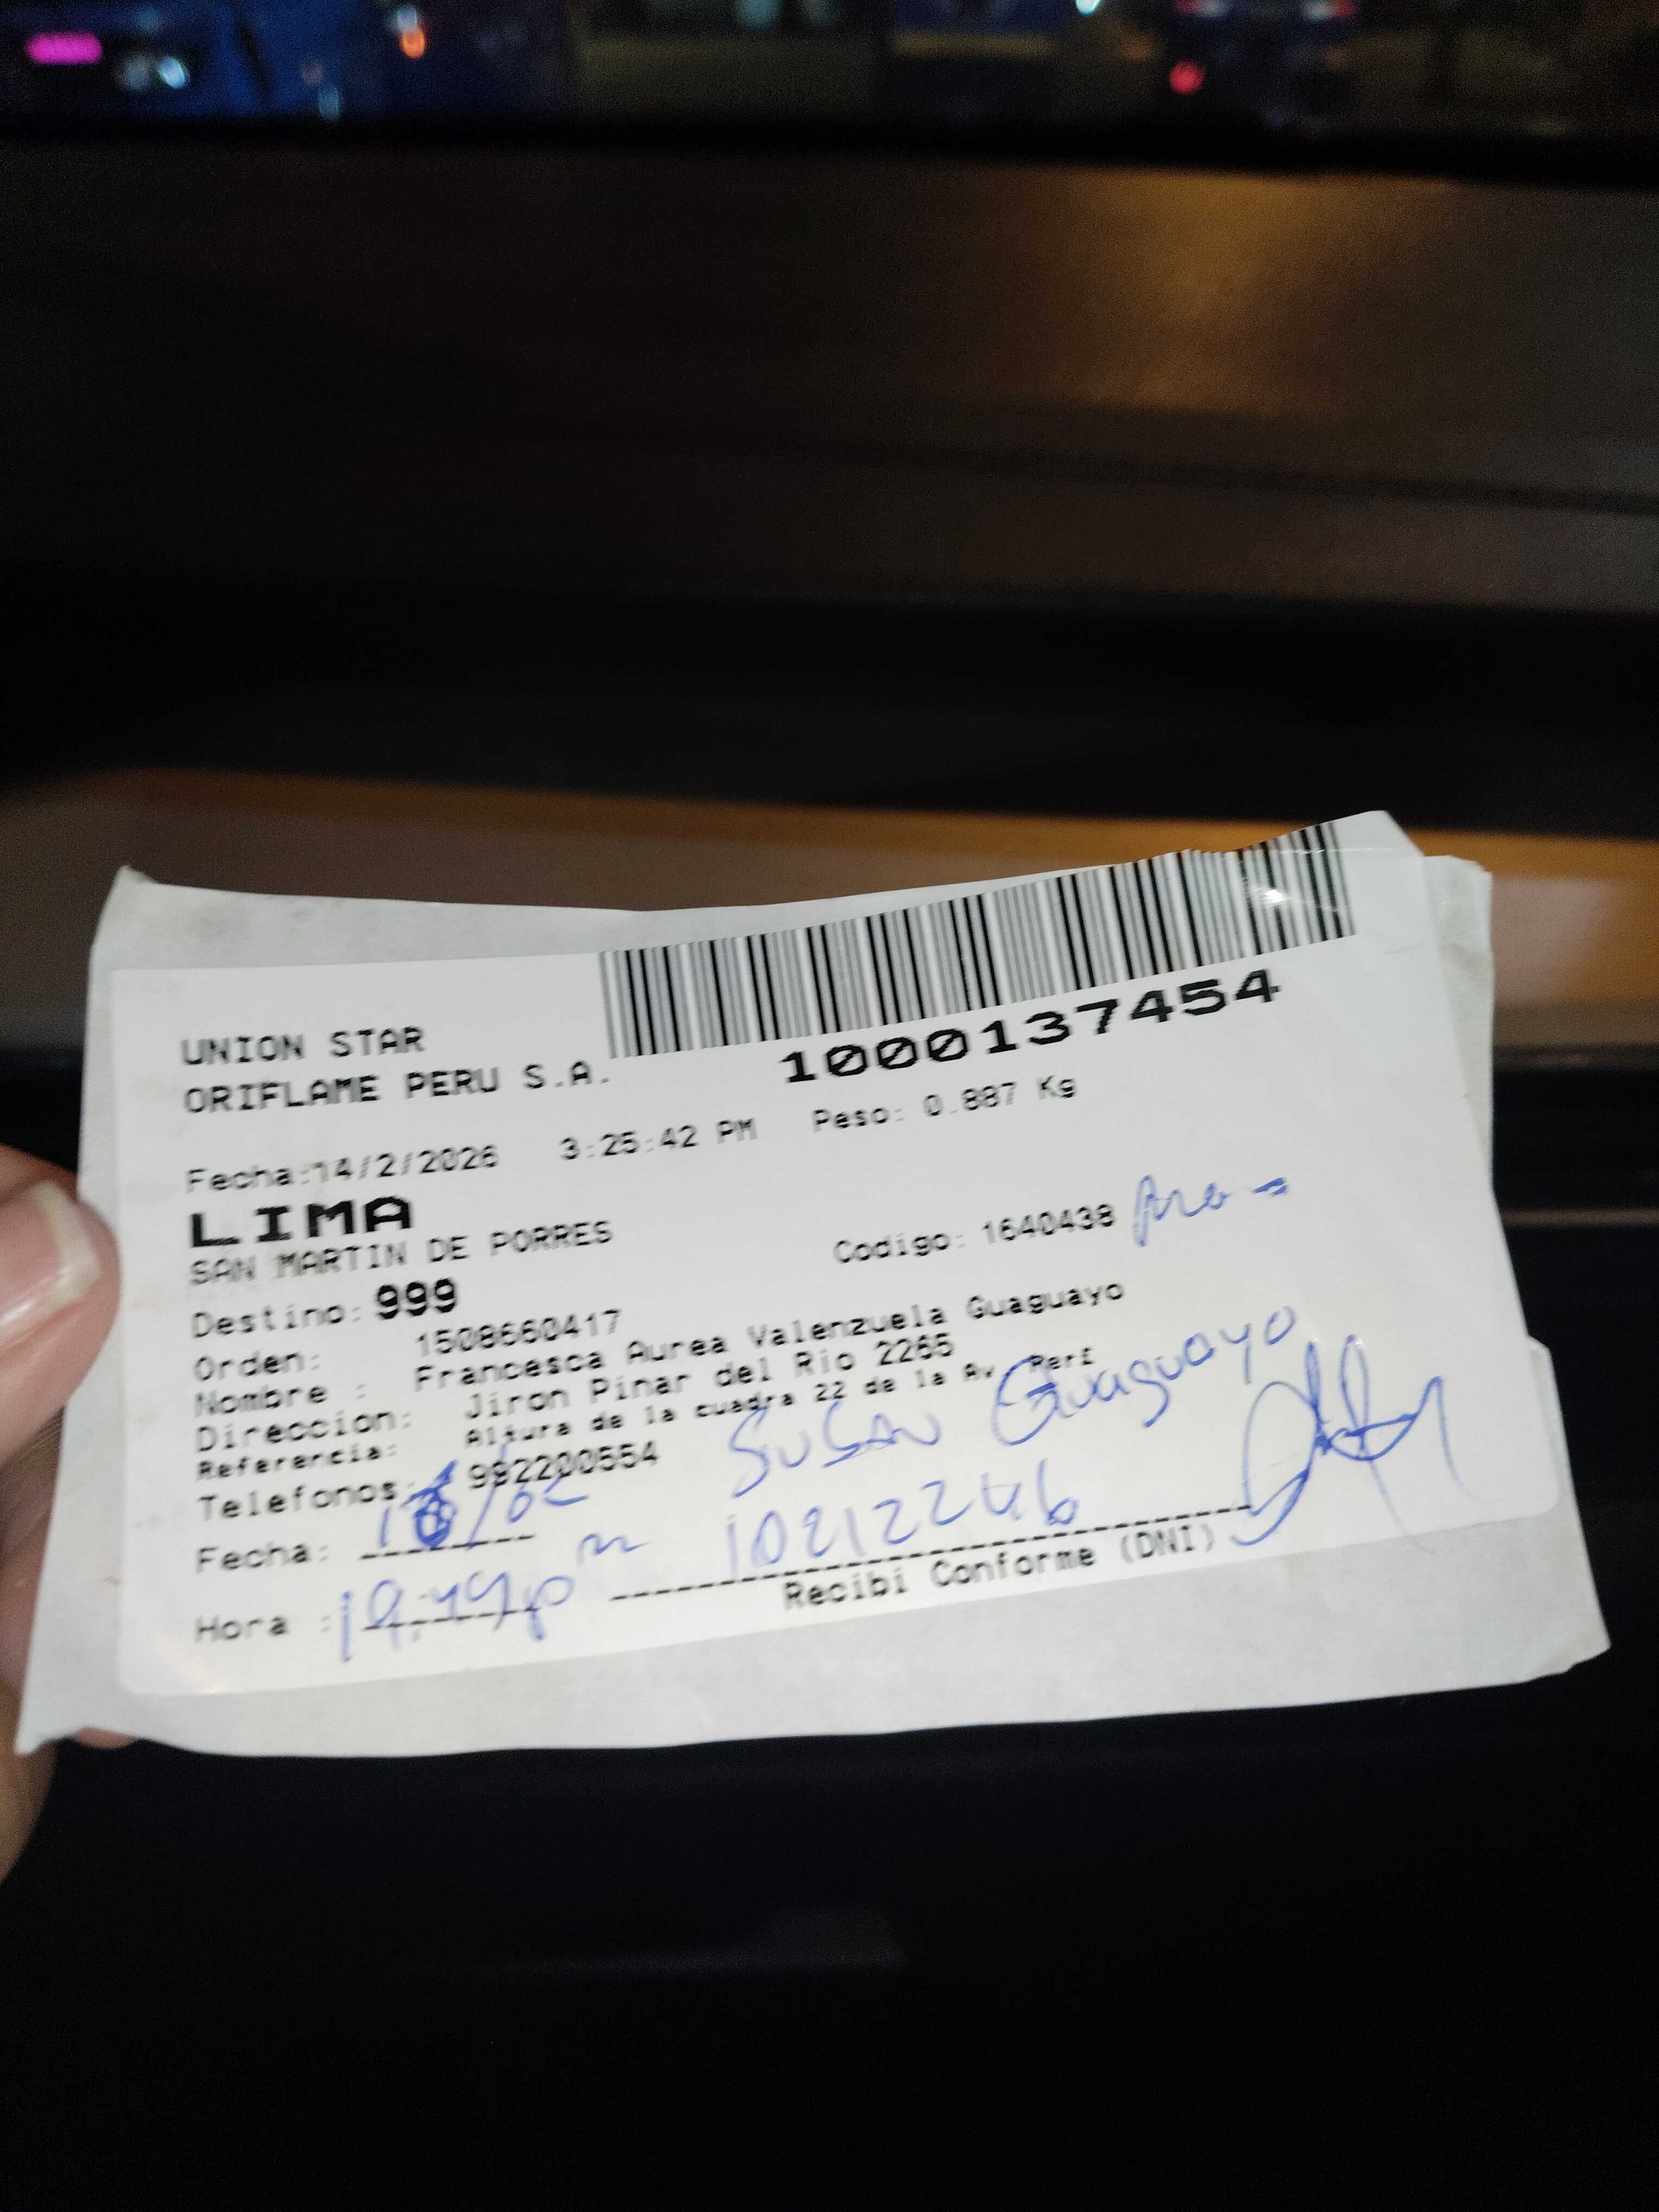 UNION STAR
ORIFLAME PERU S.A.
1000137454
Fecha:14/2/2026 3:25:42 PM Peso: 0.887 Kg
LIMA
SAN MARTIN DE PORRES
Codigo: 1640438
Destino: 999
Orden: 1508660417
Nombre : Francesca Aurea Valenzuela Guaguayo
Direccion: Jiron Pinar del Rio 2265
Referencia: Altura de la cuadra 22 de la Av Perï
Telefonos: 992200554
Susan Guaguayo
Fecha:
10212246
Hora :
Recibi Conforme (DNI)